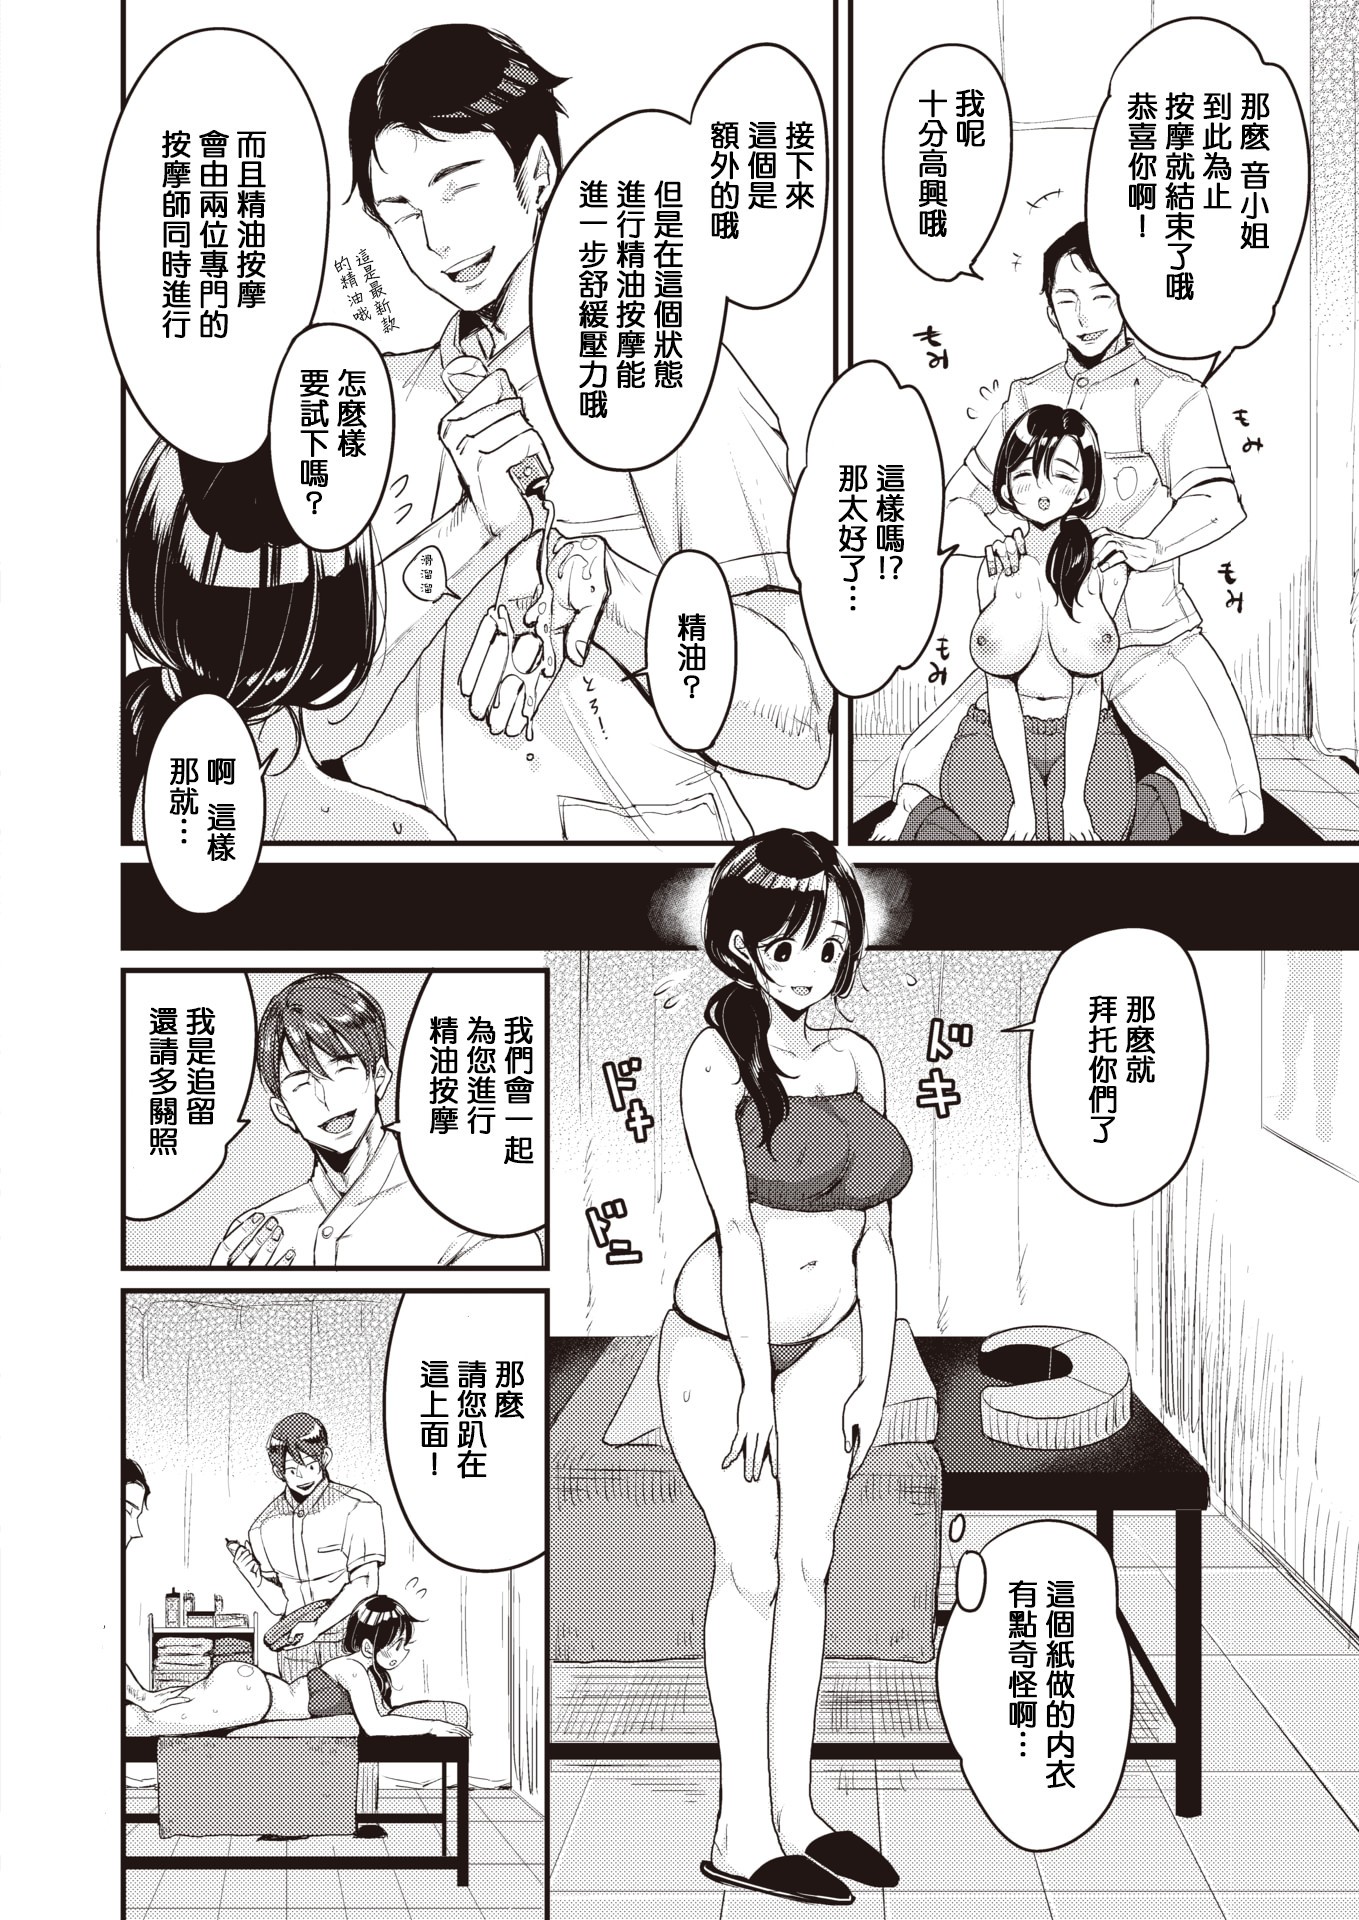 那麼 音小姐
到此為止
按摩就結束了哦
恭喜你啊！
我呢
十分高興哦
もみ
もみ
もみ
もみ
這樣嗎!?
那太好了…
接下來
這個是
額外的哦
但是在這個狀態
進行精油按摩能
進一步舒緩壓力哦
這是最新款
的精油哦
而且精油按摩
會由兩位專門的
按摩師同時進行
怎麼樣
要試下嗎？
滑溜溜
とろ…！
精油？
啊 這樣
那就…
那麼就
拜托你們了
ドキ
ドキ
ドドン
這個紙做的内衣
有點奇怪啊…
我們會一起
為您進行
精油按摩
我是追留
還請多關照
那麼
請您趴在
這上面！